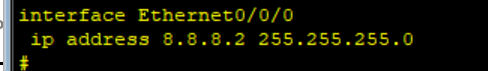 interface Ethernet0/0/0
ip address 8.8.8.2 255.255.255.0
#